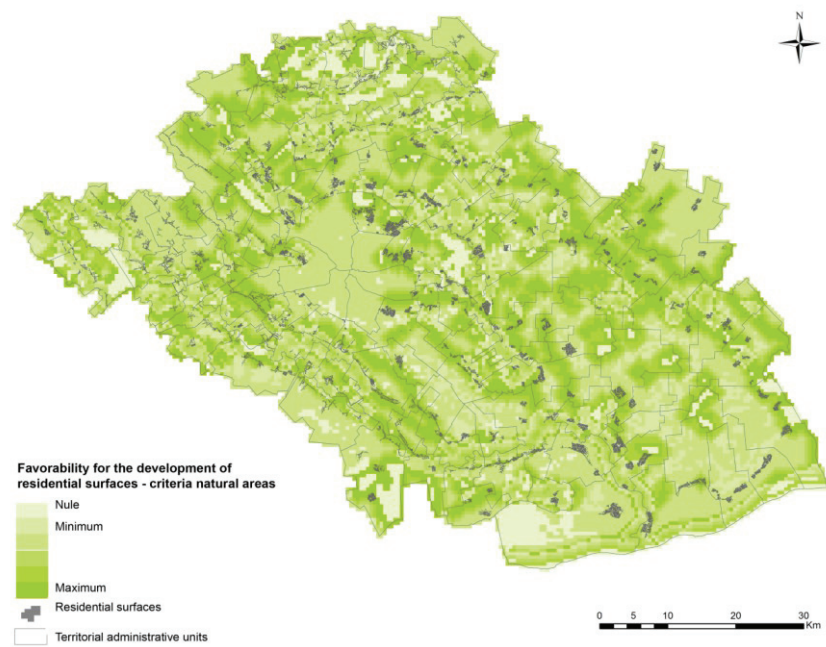 N
Favorability for the development of
residential surfaces - criteria natural areas
Nule
Minimum
Maximum
Residential surfaces
Territorial administrative units
0 5 10 20 30
Km